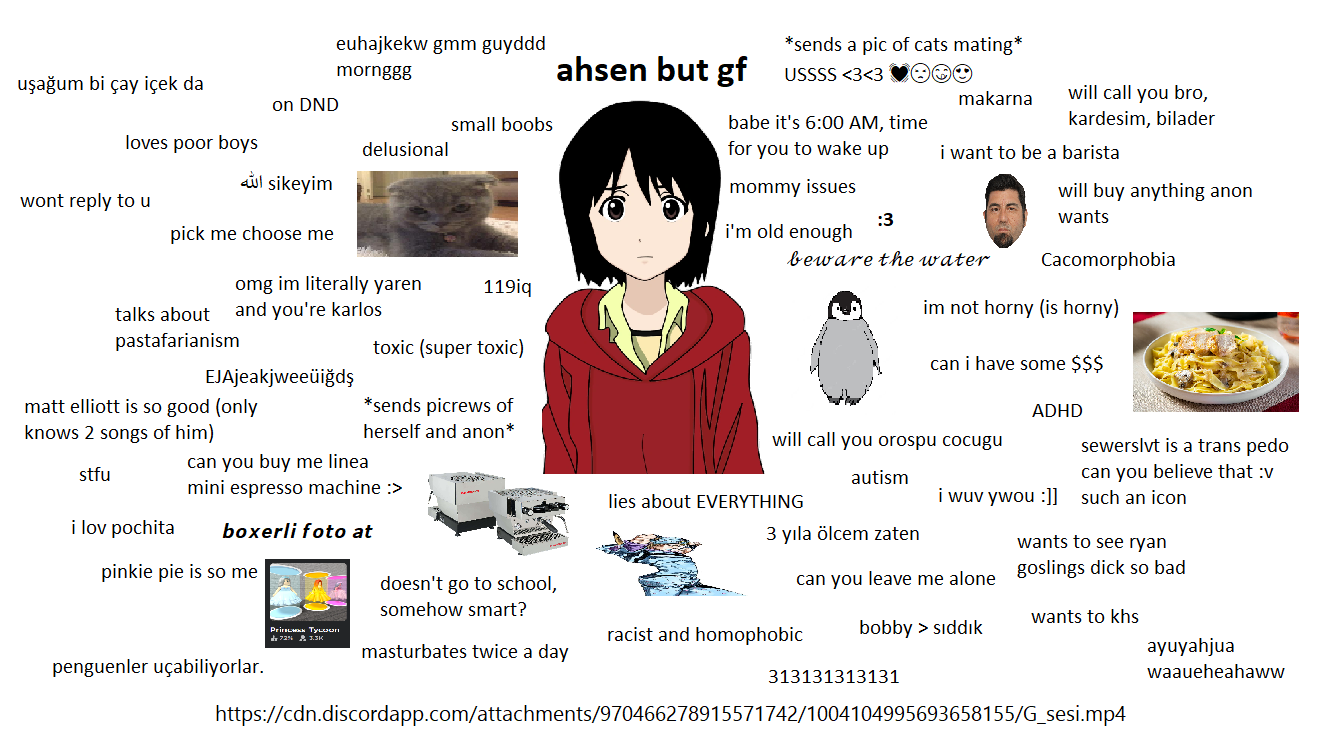 euhajkekw gmm guyddd
mornggg
ahsen but gf
*sends a pic of cats mating*
USSSS <3<3 💓😔😋😍
uşağum bi çay içek da
on DND
makarna
will call you bro,
kardesim, bilader
small boobs
babe it's 6:00 AM, time
for you to wake up
loves poor boys
delusional
i want to be a barista
الله sikeyim
mommy issues
will buy anything anon
wants
wont reply to u
pick me choose me
i'm old enough
:3
𝓫𝓮𝔀𝓪𝓻𝓮 𝓽𝓱𝓮 𝔀𝓪𝓽𝓮𝓻
Cacomorphobia
omg im literally yaren
and you're karlos
119iq
talks about
pastafarianism
im not horny (is horny)
toxic (super toxic)
can i have some $$$
EJAjeakjweeüiğdş
matt elliott is so good (only
knows 2 songs of him)
*sends picrews of
herself and anon*
ADHD
will call you orospu cocugu
sewerslvt is a trans pedo
can you believe that :v
such an icon
stfu
can you buy me linea
mini espresso machine :>
autism
i wuv ywou :]]
lies about EVERYTHING
i lov pochita
boxerli foto at
3 yıla ölcem zaten
wants to see ryan
goslings dick so bad
pinkie pie is so me
doesn't go to school,
somehow smart?
can you leave me alone
Princess Tycoon
72% 3.3K
racist and homophobic
bobby > sıddık
wants to khs
masturbates twice a day
ayuyahjua
waaueheahaww
penguenler uçabiliyorlar.
313131313131
https://cdn.discordapp.com/attachments/970466278915571742/1004104995693658155/G_sesi.mp4